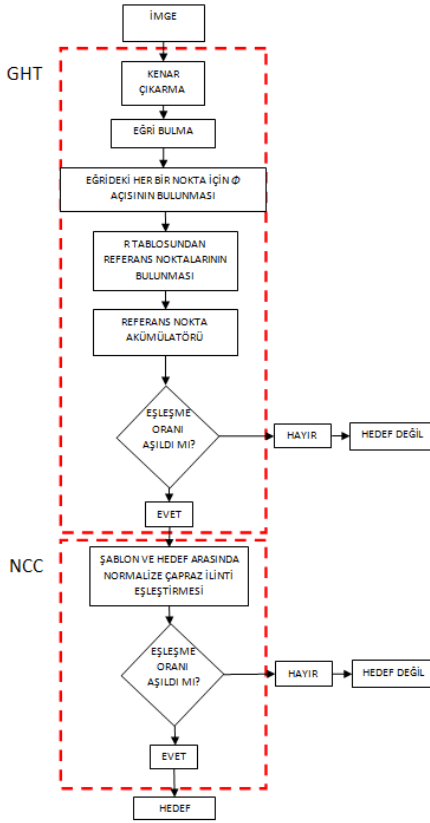 İMGE
GHT
KENAR
ÇIKARMA
EĞRİ BULMA
EĞRİDEKİ HER BİR NOKTA İÇİN Φ
AÇISININ BULUNMASI
R TABLOSUNDAN
REFERANS NOKTALARININ
BULUNMASI
REFERANS NOKTA
AKÜMÜLATÖRÜ
EŞLEŞME
ORANI
AŞILDI MI?
HAYIR
HEDEF DEĞİL
EVET
NCC
ŞABLON VE HEDEF ARASINDA
NORMALİZE ÇAPRAZ İLİNTİ
EŞLEŞTİRMESİ
EŞLEŞME
ORANI
AŞILDI MI?
HAYIR
HEDEF DEĞİL
EVET
HEDEF